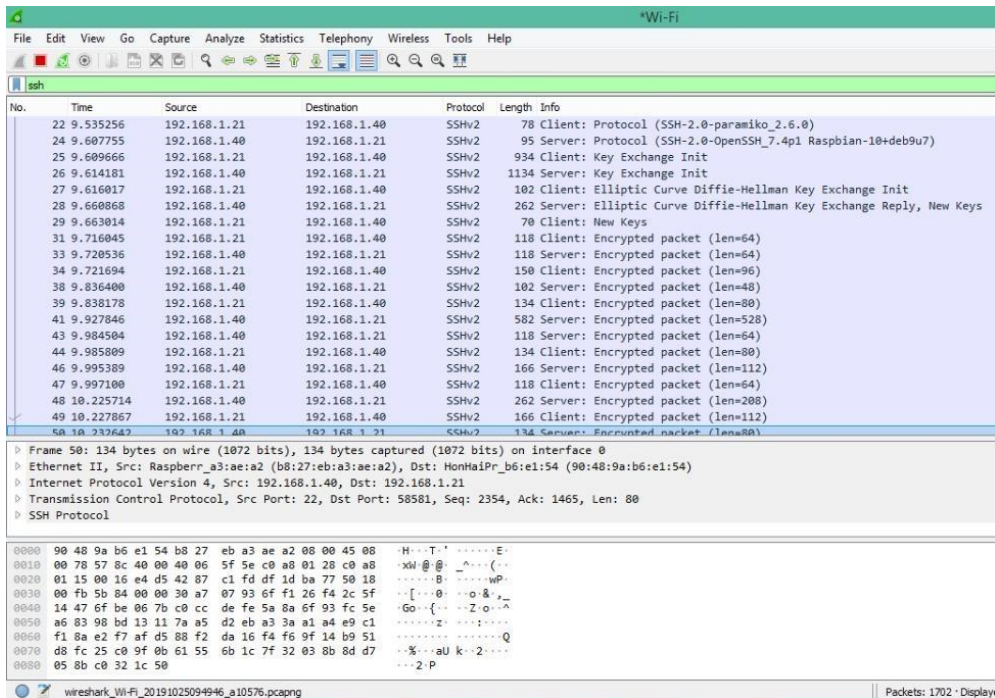 *Wi-Fi
File Edit View Go Capture Analyze Statistics Telephony Wireless Tools Help
ssh
No. Time Source Destination Protocol Length Info
22 9.535256 192.168.1.21 192.168.1.40 SSHv2 78 Client: Protocol (SSH-2.0-paramiko_2.6.0)
24 9.607755 192.168.1.40 192.168.1.21 SSHv2 95 Server: Protocol (SSH-2.0-OpenSSH_7.4p1 Raspbian-10+deb9u7)
25 9.609666 192.168.1.21 192.168.1.40 SSHv2 934 Client: Key Exchange Init
26 9.614181 192.168.1.40 192.168.1.21 SSHv2 1134 Server: Key Exchange Init
27 9.616017 192.168.1.21 192.168.1.40 SSHv2 102 Client: Elliptic Curve Diffie-Hellman Key Exchange Init
28 9.660868 192.168.1.40 192.168.1.21 SSHv2 262 Server: Elliptic Curve Diffie-Hellman Key Exchange Reply, New Keys
29 9.663014 192.168.1.21 192.168.1.40 SSHv2 70 Client: New Keys
31 9.716045 192.168.1.21 192.168.1.40 SSHv2 118 Client: Encrypted packet (len=64)
33 9.720536 192.168.1.40 192.168.1.21 SSHv2 118 Server: Encrypted packet (len=64)
34 9.721694 192.168.1.21 192.168.1.40 SSHv2 150 Client: Encrypted packet (len=96)
38 9.836400 192.168.1.40 192.168.1.21 SSHv2 102 Server: Encrypted packet (len=48)
39 9.838178 192.168.1.21 192.168.1.40 SSHv2 134 Client: Encrypted packet (len=80)
41 9.927846 192.168.1.40 192.168.1.21 SSHv2 582 Server: Encrypted packet (len=528)
43 9.984504 192.168.1.40 192.168.1.21 SSHv2 118 Server: Encrypted packet (len=64)
44 9.985809 192.168.1.21 192.168.1.40 SSHv2 134 Client: Encrypted packet (len=80)
46 9.995389 192.168.1.40 192.168.1.21 SSHv2 166 Server: Encrypted packet (len=112)
47 9.997100 192.168.1.21 192.168.1.40 SSHv2 118 Client: Encrypted packet (len=64)
48 10.225714 192.168.1.40 192.168.1.21 SSHv2 262 Server: Encrypted packet (len=208)
49 10.227867 192.168.1.21 192.168.1.40 SSHv2 166 Client: Encrypted packet (len=112)
50 10.232642 192.168.1.40 192.168.1.21 SSHv2 134 Server: Encrypted packet (len=80)
Frame 50: 134 bytes on wire (1072 bits), 134 bytes captured (1072 bits) on interface 0
Ethernet II, Src: Raspberr_a3:ae:a2 (b8:27:eb:a3:ae:a2), Dst: HonHaiPr_b6:e1:54 (90:48:9a:b6:e1:54)
Internet Protocol Version 4, Src: 192.168.1.40, Dst: 192.168.1.21
Transmission Control Protocol, Src Port: 22, Dst Port: 58581, Seq: 2354, Ack: 1465, Len: 80
SSH Protocol
0000 90 48 9a b6 e1 54 b8 27 eb a3 ae a2 08 00 45 08 ·H···T·' ······E·
0010 00 78 57 8c 40 00 40 06 5f 5e c0 a8 01 28 c0 a8 ·xW·@·@· _^···(··
0020 01 15 00 16 e4 d5 42 87 c1 fd df 1d ba 77 50 18 ······B· ·····wP·
0030 00 fb 5b 84 00 00 30 a7 07 93 6f f1 26 f4 2c 5f ··[···0· ··o·&·,_
0040 14 47 6f be 06 7b c0 cc de fe 5a 8a 6f 93 fc 5e ·Go··{·· ··Z·o··^
0050 a6 83 98 bd 13 11 7a a5 d2 eb a3 3a a1 a4 e9 c1 ······z· ···:····
0060 f1 8a e2 f7 af d5 88 f2 da 16 f4 f6 9f 14 b9 51 ········ ·······Q
0070 d8 fc 25 c0 9f 0b 61 55 6b 1c 7f 32 03 8b 8d d7 ··%···aU k··2····
0080 05 8b c0 32 1c 50 ···2·P
wireshark_Wi-Fi_20191025094946_a10576.pcapng Packets: 1702 · Displaye